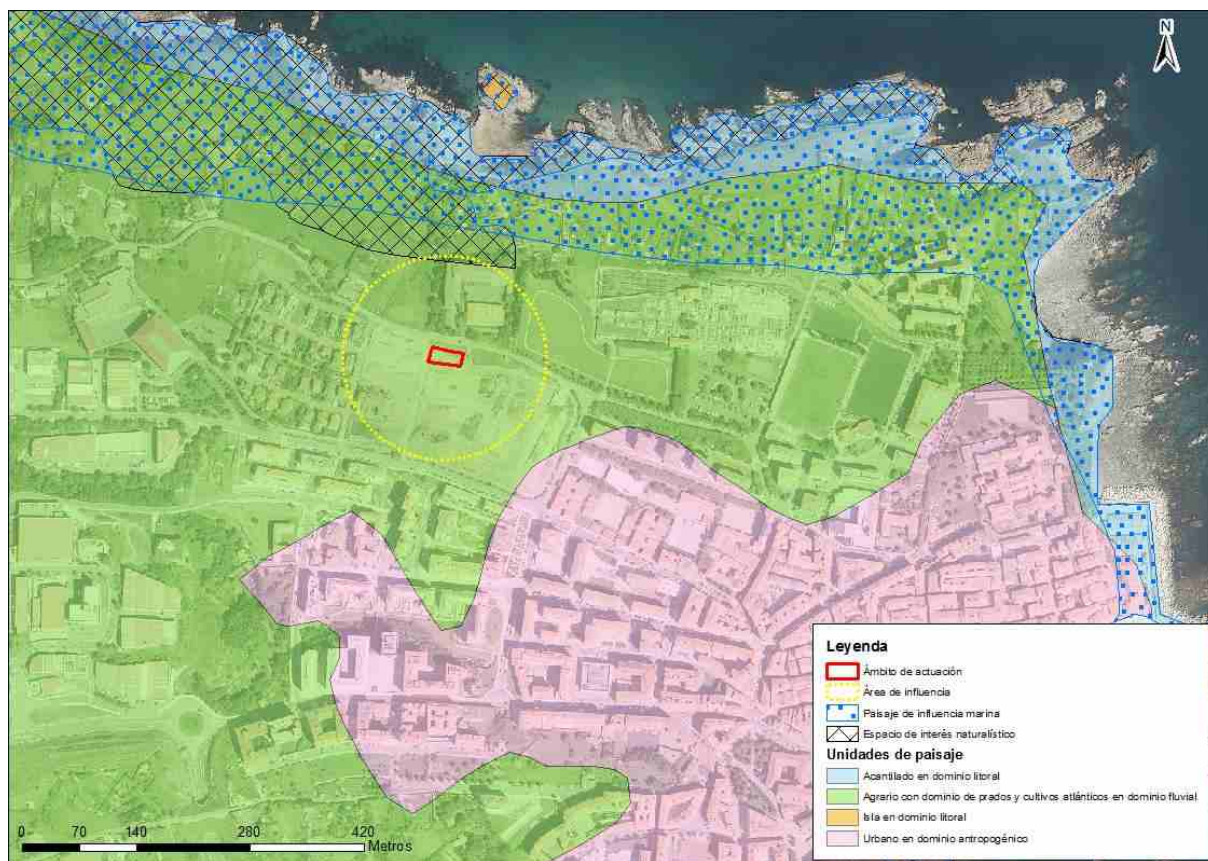 N
Leyenda
Ámbito de actuación
Área de influencia
Paisaje de influencia marina
Espacio de interés naturalístico
Unidades de paisaje
Acantilado en dominio litoral
Agrario con dominio de prados y cultivos atlánticos en dominio fluvial
Isla en dominio litoral
Urbano en dominio antropogénico
0 70 140 280 420
Metros